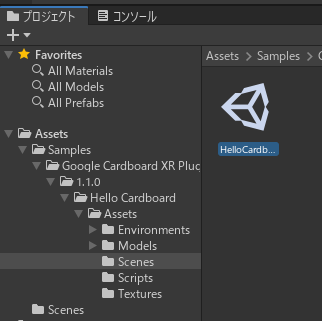 プロジェクト
コンソール
Favorites
All Materials
All Models
All Prefabs
Assets
Samples
Google Cardboard XR Pluc
1.1.0
Hello Cardboard
Assets
Environments
Models
Scenes
Scripts
Textures
Scenes
Assets > Samples >
HelloCardb...